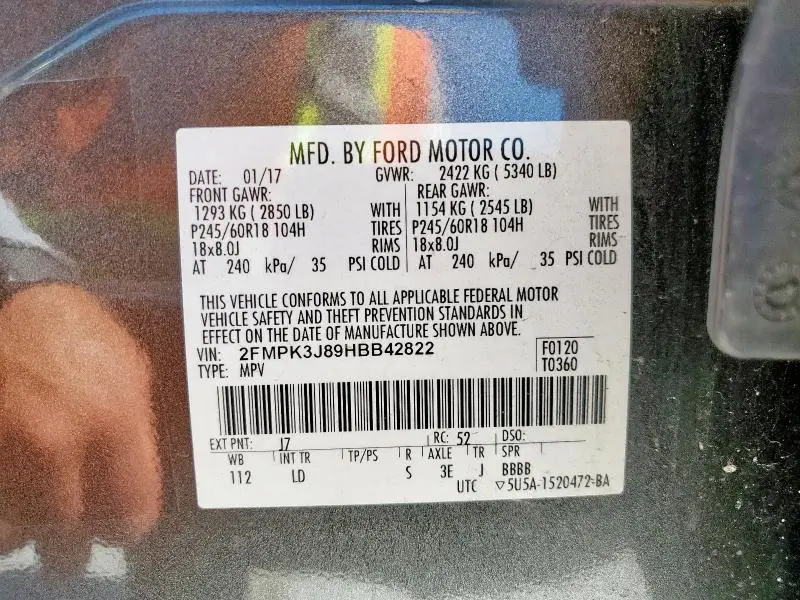 MFD. BY FORD MOTOR CO.
DATE: 01/17 GVWR: 2422 KG ( 5340 LB)
FRONT GAWR: REAR GAWR:
1293 KG ( 2850 LB) WITH 1154 KG ( 2545 LB) WITH
P245/60R18 104H TIRES P245/60R18 104H TIRES
18x8.0J RIMS 18x8.0J RIMS
AT 240 kPa/ 35 PSI COLD AT 240 kPa/ 35 PSI COLD
THIS VEHICLE CONFORMS TO ALL APPLICABLE FEDERAL MOTOR
VEHICLE SAFETY AND THEFT PREVENTION STANDARDS IN
EFFECT ON THE DATE OF MANUFACTURE SHOWN ABOVE.
VIN: 2FMPK3J89HBB42822 F0120
TYPE: MPV T0360
EXT PNT: J7 RC: 52 DSO:
WB INT TR TP/PS R AXLE TR SPR
112 LD S 3E J BBBB
UTC ▽5U5A-1520472-BA